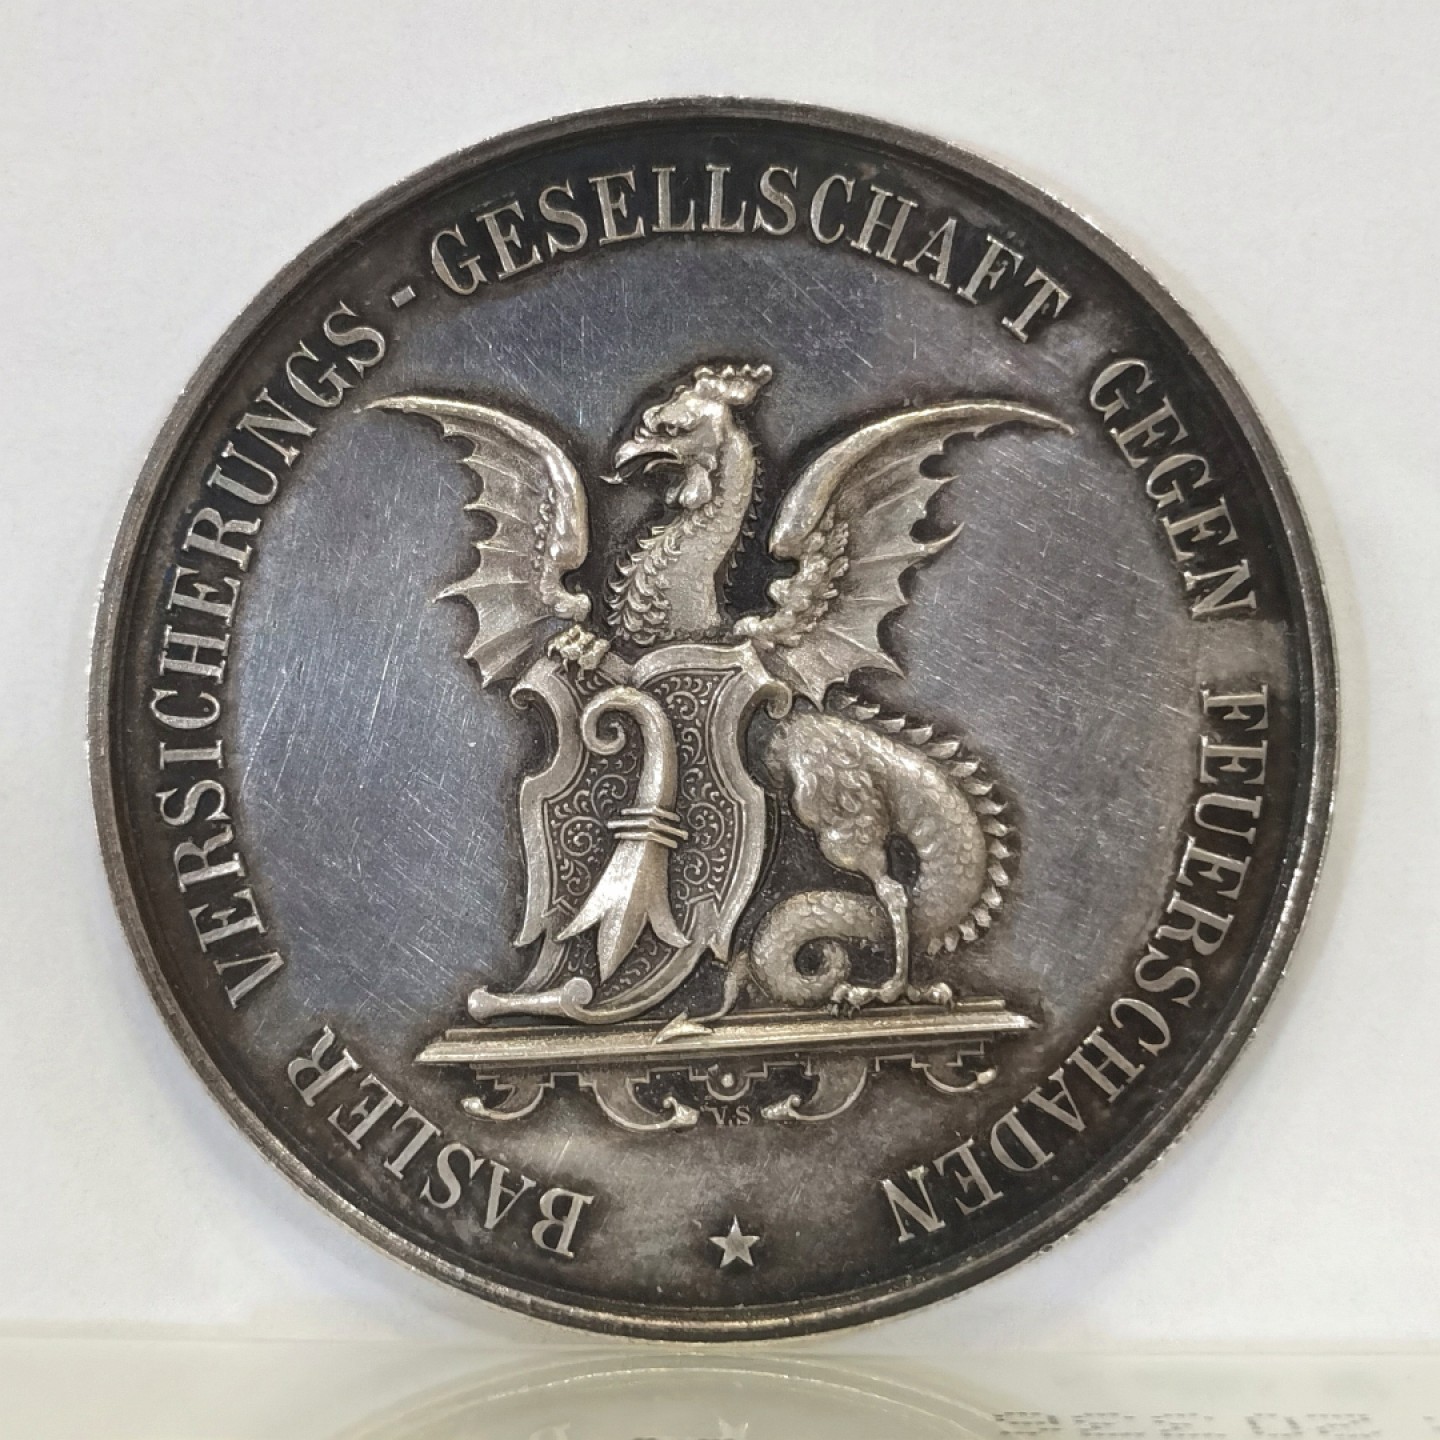 BASLER VERSICHERUNGS - GESELLSCHAFT GEGEN FEUERSCHADEN
V.S